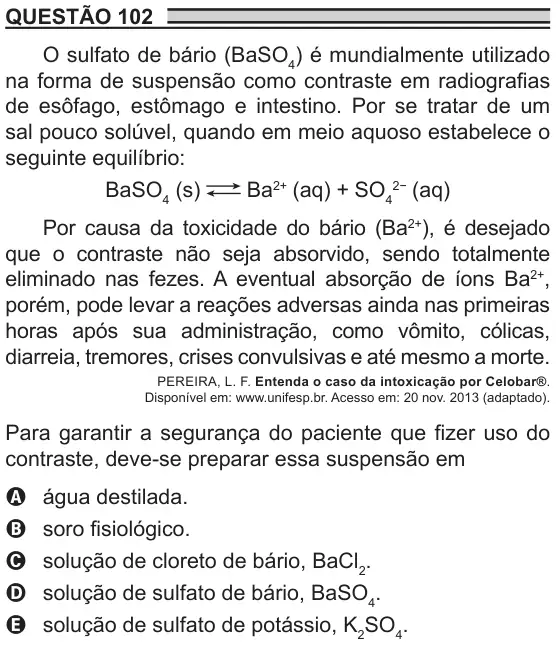 QUESTÃO 102
O sulfato de bário (BaSO₄) é mundialmente utilizado
na forma de suspensão como contraste em radiografias
de esôfago, estômago e intestino. Por se tratar de um
sal pouco solúvel, quando em meio aquoso estabelece o
seguinte equilíbrio:
BaSO₄ (s) ⇌ Ba²⁺ (aq) + SO₄²⁻ (aq)
Por causa da toxicidade do bário (Ba²⁺), é desejado
que o contraste não seja absorvido, sendo totalmente
eliminado nas fezes. A eventual absorção de íons Ba²⁺,
porém, pode levar a reações adversas ainda nas primeiras
horas após sua administração, como vômito, cólicas,
diarreia, tremores, crises convulsivas e até mesmo a morte.
PEREIRA, L. F. Entenda o caso da intoxicação por Celobar®.
Disponível em: www.unifesp.br. Acesso em: 20 nov. 2013 (adaptado).
Para garantir a segurança do paciente que fizer uso do
contraste, deve-se preparar essa suspensão em
A água destilada.
B soro fisiológico.
C solução de cloreto de bário, BaCl₂.
D solução de sulfato de bário, BaSO₄.
E solução de sulfato de potássio, K₂SO₄.